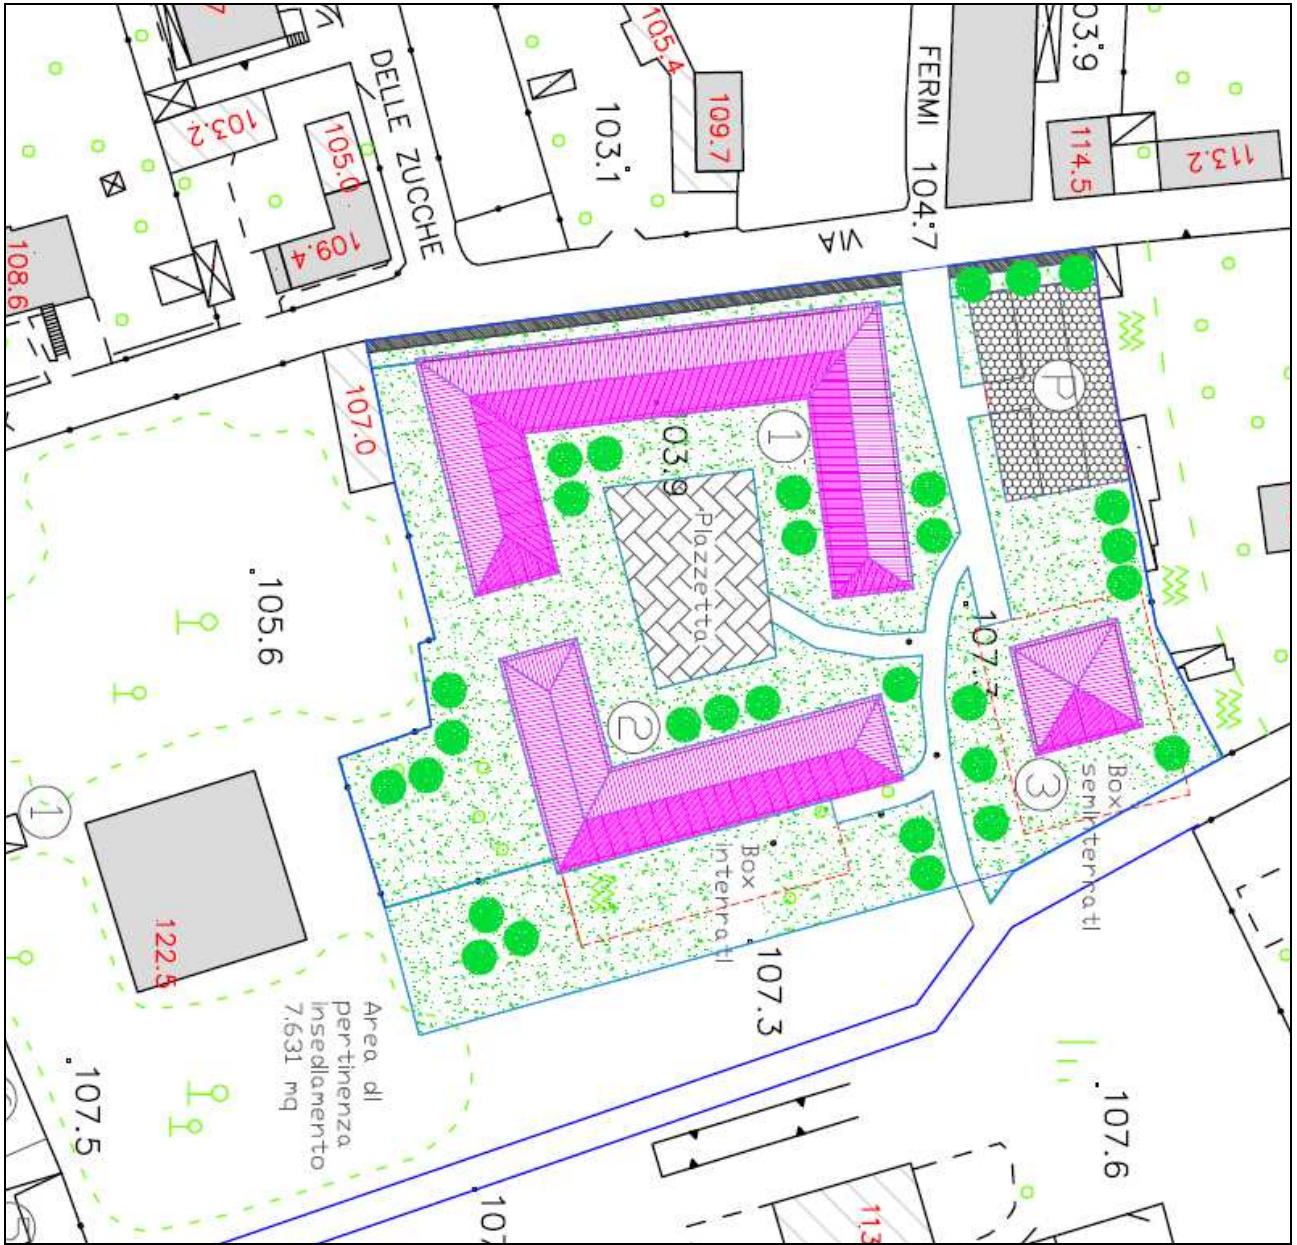 DELLE ZUCCHE
103.2
105.0
109.4
108.6
105.4
109.7
103.1
FERMI
104.7
VIA
03.9
114.5
113.2
107.0
P
1
03.9
Piazzetta
105.6
107.7
2
3
Box
seminterrati
Box
interrati
1
122.5
107.3
Area di
pertinenza
insediamento
7.631 mq
107.5
107.6
107
113